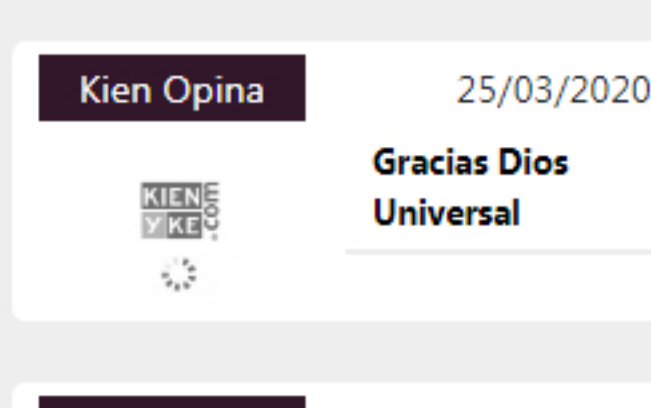 Kien Opina
25/03/2020
Gracias Dios
Universal
KIEN
Y KE
.com